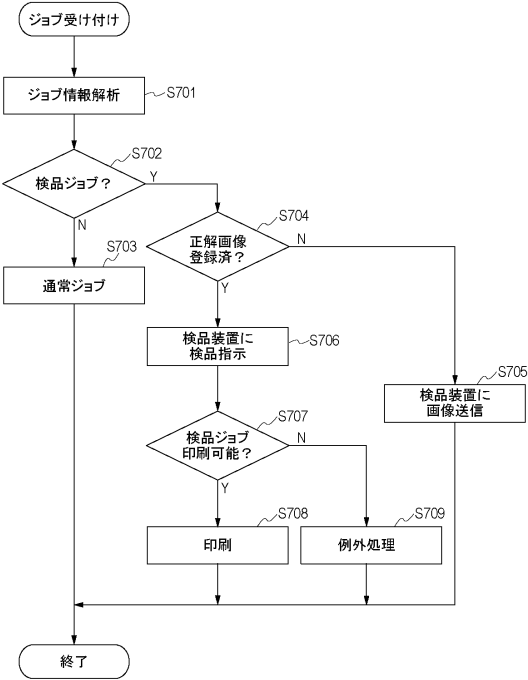 ジョブ受け付け
ジョブ情報解析
S701
検品ジョブ？
S702
Y
N
通常ジョブ
S703
正解画像
登録済？
S704
N
Y
検品装置に
検品指示
S706
検品装置に
画像送信
S705
検品ジョブ
印刷可能？
S707
N
Y
印刷
S708
例外処理
S709
終了